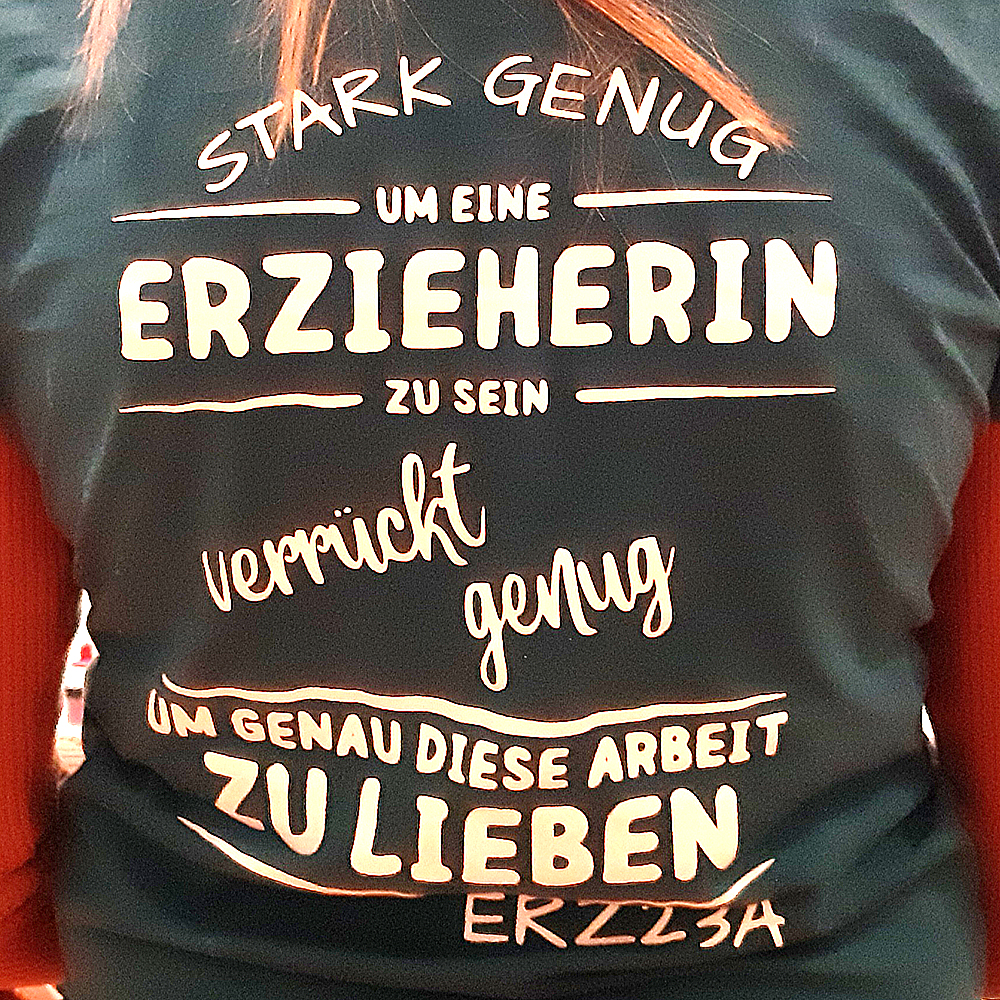 STARK GENUG
UM EINE
ERZIEHERIN
ZU SEIN
verrückt
genug
UM GENAU DIESE ARBEIT
ZU LIEBEN
ERZ23A